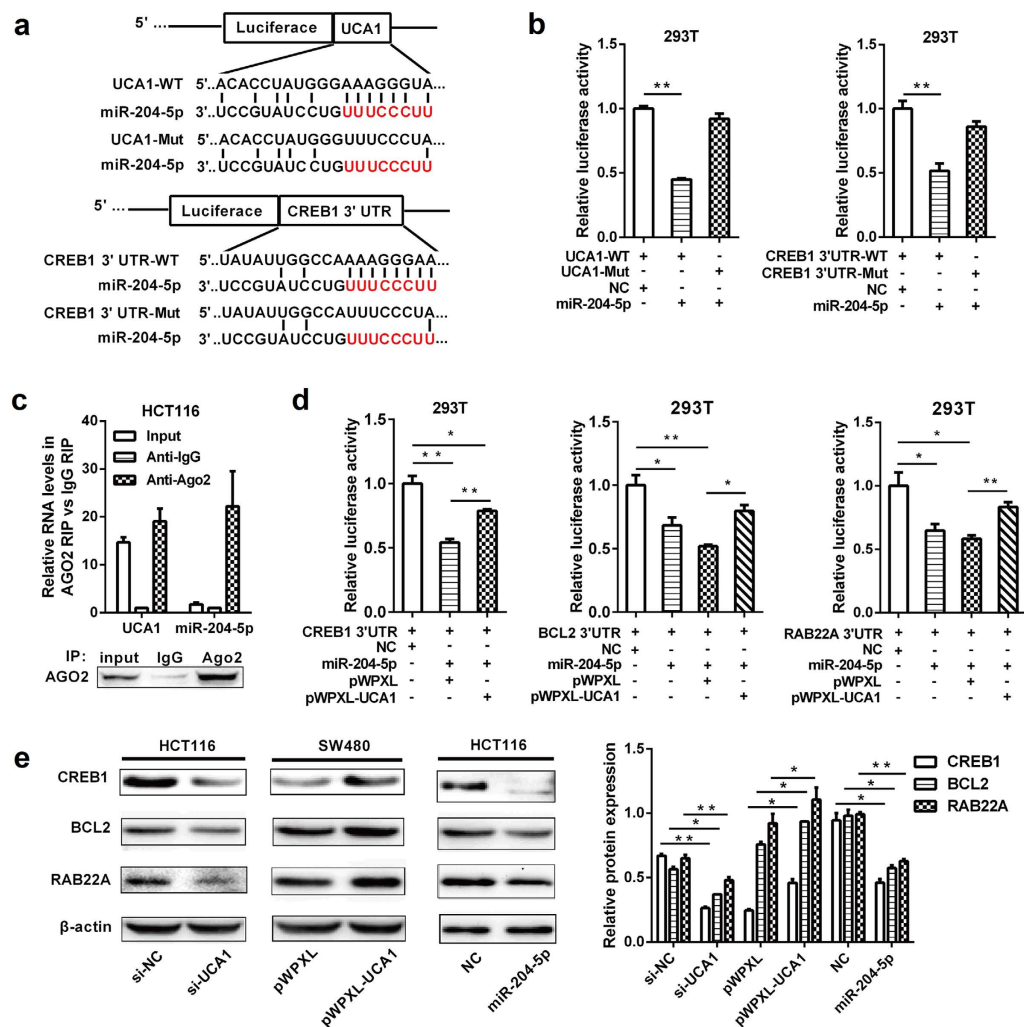 a
5' ... Luciferace UCA1
UCA1-WT 5'..ACACCUAUGGGAAAGGGUA...
miR-204-5p 3'..UCCGUAUCCUGUUUCCCUU
UCA1-Mut 5'..ACACCUAUGGGUUUCCCUA...
miR-204-5p 3'..UCCGUAUCCUGUUUCCCUU
5' ... Luciferace CREB1 3' UTR
CREB1 3' UTR-WT 5'..UAUAUUGGCCAAAAGGGAA...
miR-204-5p 3'..UCCGUAUCCUGUUUCCCUU
CREB1 3' UTR-Mut 5'..UAUAUUGGCCAUUUCCCUA...
miR-204-5p 3'..UCCGUAUCCUGUUUCCCUU...
b
293T
Relative luciferase activity
1.5
1.0
0.5
0.0
**
UCA1-WT + + -
UCA1-Mut - - +
NC + - -
miR-204-5p - + +
293T
Relative luciferase activity
1.5
1.0
0.5
0.0
**
CREB1 3'UTR-WT + + -
CREB1 3'UTR-Mut - - +
NC + - -
miR-204-5p - + +
c
HCT116
Relative RNA levels in
AGO2 RIP vs IgG RIP
40
30
20
10
0
Input
Anti-IgG
Anti-Ago2
UCA1 miR-204-5p
IP: input IgG Ago2
AGO2
d
293T
Relative luciferase activity
1.5
1.0
0.5
0.0
*
* *
* *
CREB1 3'UTR + + +
NC + - -
miR-204-5p - + +
pWPXL - + -
pWPXL-UCA1 - - +
293T
Relative luciferase activity
1.5
1.0
0.5
0.0
**
*
*
BCL2 3'UTR + + + +
NC + - - -
miR-204-5p - + + +
pWPXL - - + -
pWPXL-UCA1 - - - +
293T
Relative luciferase activity
1.5
1.0
0.5
0.0
*
*
**
RAB22A 3'UTR + + + +
NC + - - -
miR-204-5p - + + +
pWPXL - - + -
pWPXL-UCA1 - - - +
e
HCT116 SW480 HCT116
CREB1
BCL2
RAB22A
β-actin
si-NC si-UCA1 pWPXL pWPXL-UCA1 NC miR-204-5p
Relative protein expression
1.5
1.0
0.5
0.0
CREB1
BCL2
RAB22A
* *
*
* *
*
*
*
* *
*
*
si-NC si-UCA1 pWPXL pWPXL-UCA1 NC miR-204-5p